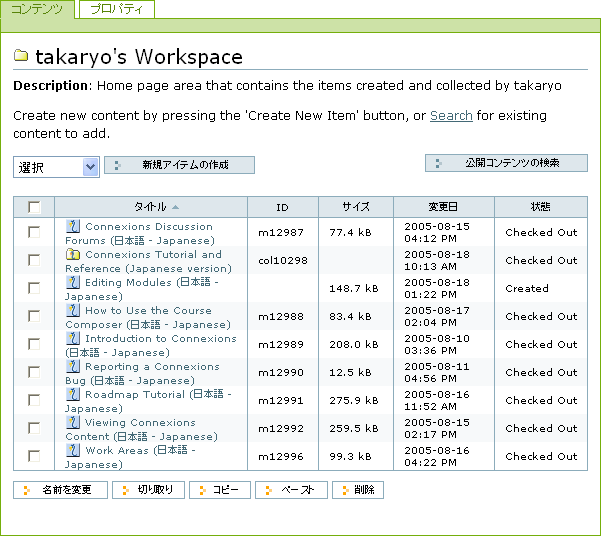 コンテンツ プロパティ
takaryo's Workspace
Description: Home page area that contains the items created and collected by takaryo
Create new content by pressing the 'Create New Item' button, or Search for existing
content to add.
選択 新規アイテムの作成 公開コンテンツの検索
タイトル ID サイズ 変更日 状態
Connexions Discussion
Forums (日本語 - Japanese) m12987 77.4 kB 2005-08-15
04:12 PM Checked Out
Connexions Tutorial and
Reference (Japanese version) col10298 2005-08-18
10:13 AM Checked Out
Editing Modules (日本語 -
Japanese) 148.7 kB 2005-08-18
01:22 PM Created
How to Use the Course
Composer (日本語 - Japanese) m12988 83.4 kB 2005-08-17
02:04 PM Checked Out
Introduction to Connexions
(日本語 - Japanese) m12989 208.0 kB 2005-08-10
03:36 PM Checked Out
Reporting a Connexions
Bug (日本語 - Japanese) m12990 12.5 kB 2005-08-11
04:56 PM Checked Out
Roadmap Tutorial (日本語 -
Japanese) m12991 275.9 kB 2005-08-16
11:52 AM Checked Out
Viewing Connexions
Content (日本語 - Japanese) m12992 259.5 kB 2005-08-15
02:17 PM Checked Out
Work Areas (日本語 -
Japanese) m12996 99.3 kB 2005-08-16
04:22 PM Checked Out
名前を変更 切り取り コピー ペースト 削除